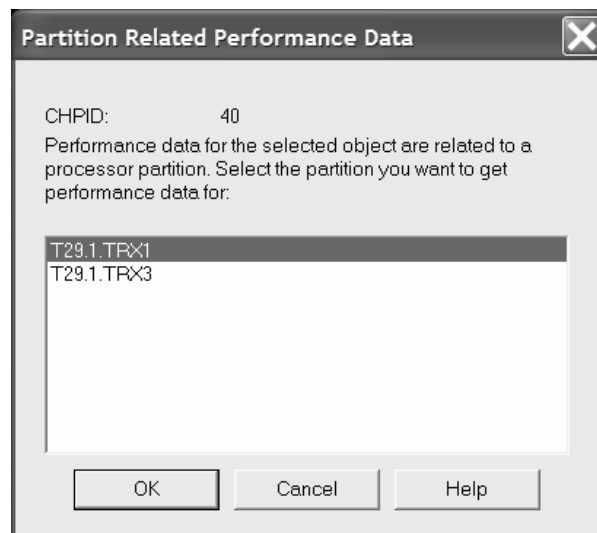 Partition Related Performance Data
CHPID: 40
Performance data for the selected object are related to a
processor partition. Select the partition you want to get
performance data for:
T29.1.TRX1
T29.1.TRX3
OK Cancel Help